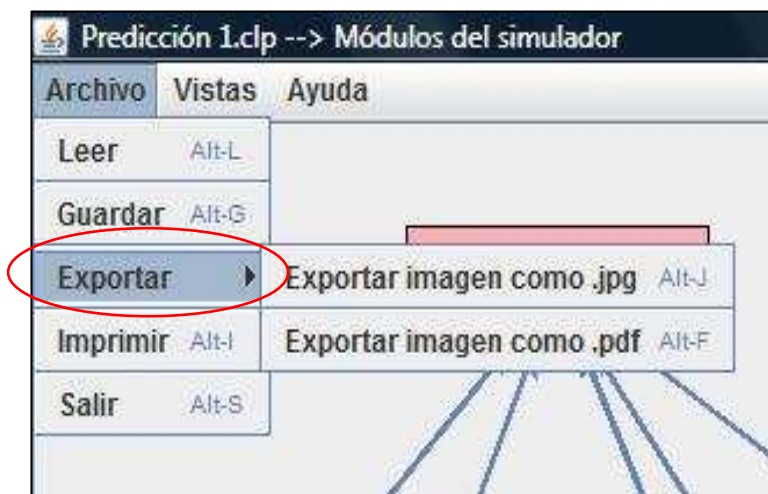 Predicción 1.clp --> Módulos del simulador
Archivo Vistas Ayuda
Leer Alt-L
Guardar Alt-G
Exportar Exportar imagen como .jpg Alt-J
Imprimir Alt-I Exportar imagen como .pdf Alt-F
Salir Alt-S